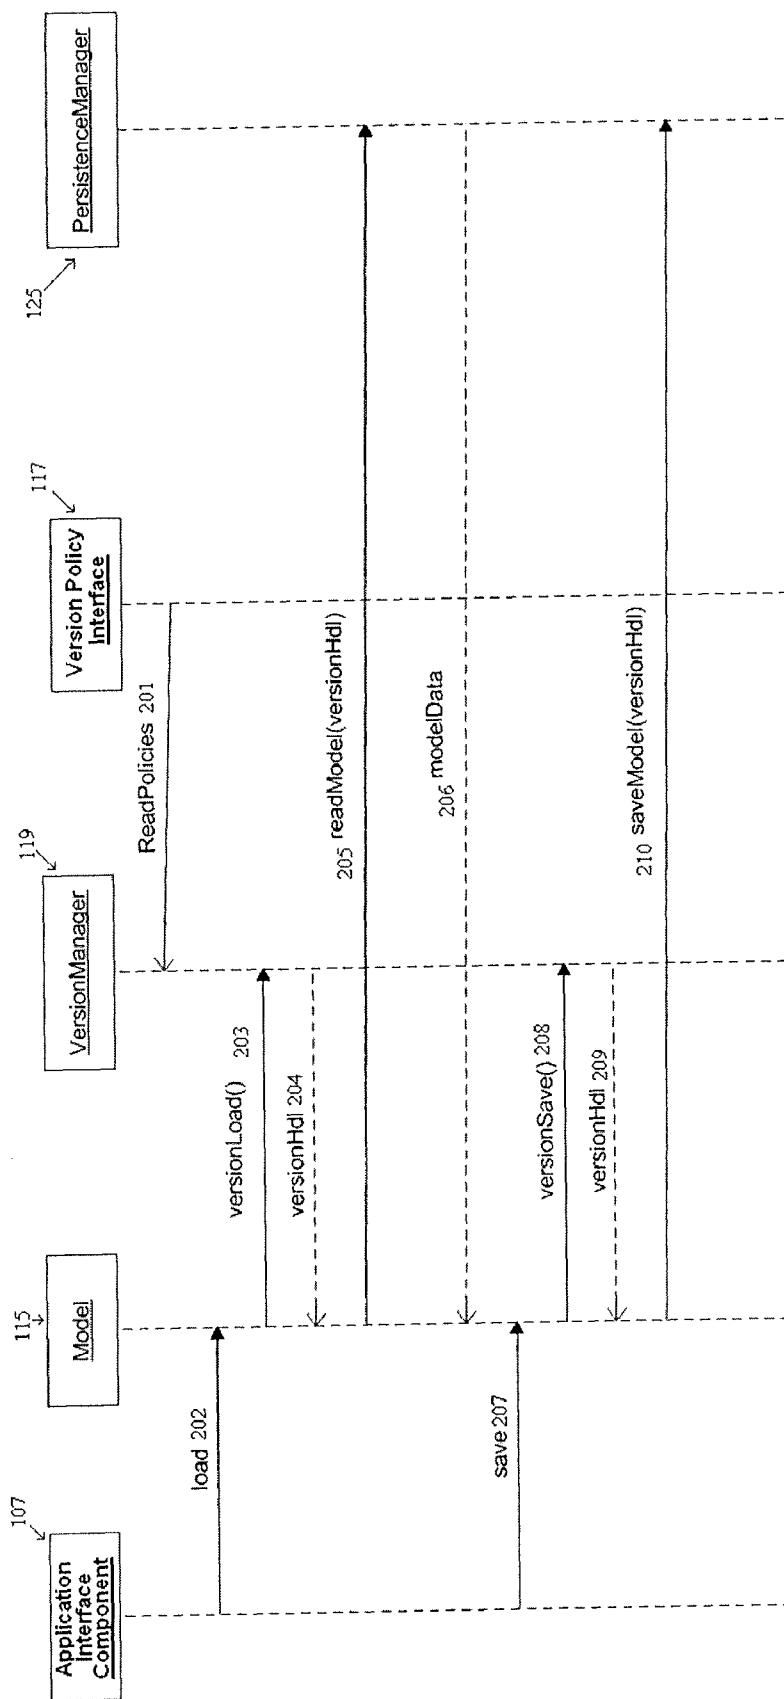 107
Application
Interface
Component
115
Model
119
VersionManager
117
Version Policy
Interface
125
PersistenceManager
ReadPolicies 201
load 202
versionLoad() 203
versionHdl 204
205 readModel(versionHdl)
206 modelData
save 207
versionSave() 208
versionHdl 209
210 saveModel(versionHdl)